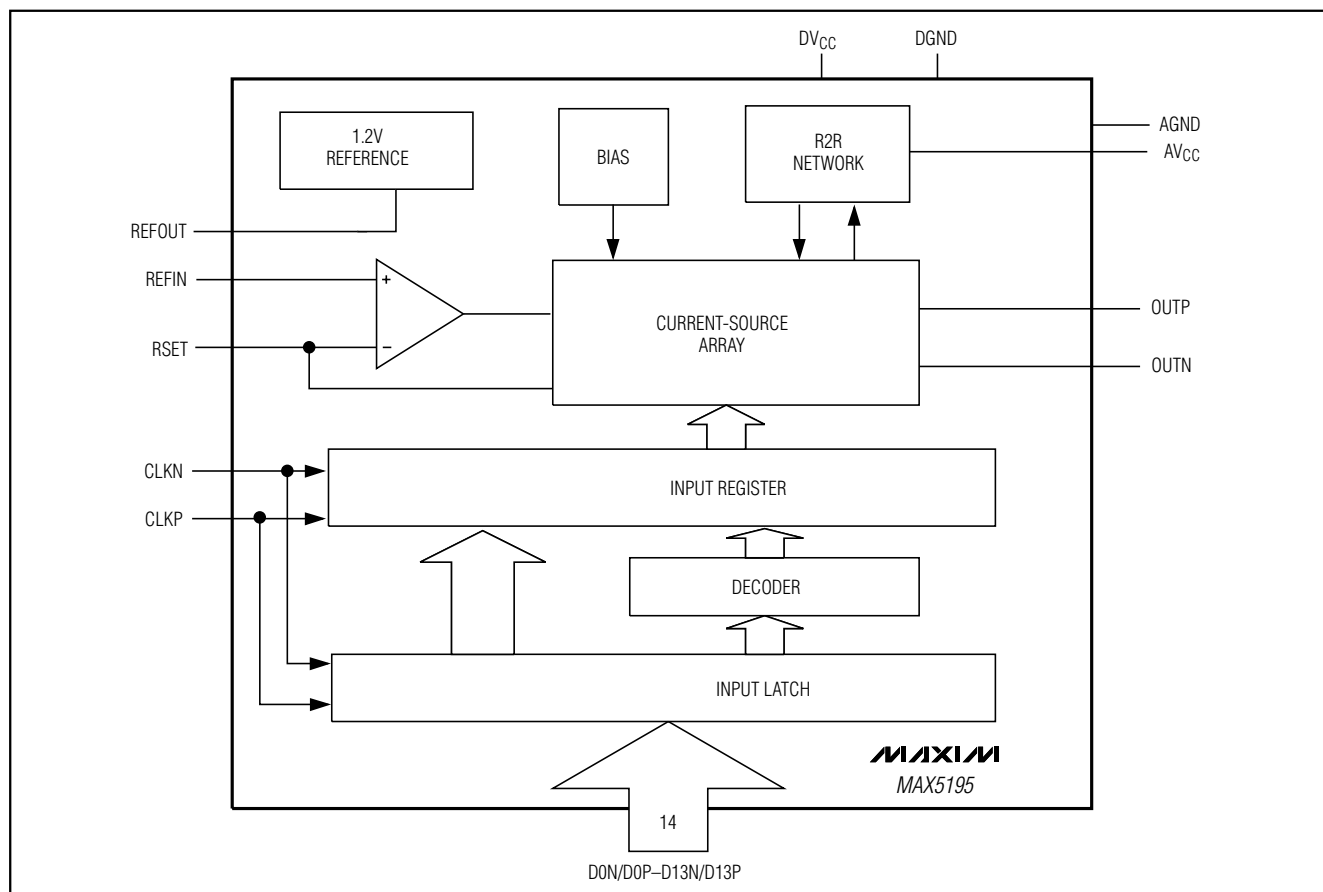 DVCC
DGND
1.2V
REFERENCE
BIAS
R2R
NETWORK
AGND
AVCC
REFOUT
REFIN
+
RSET
−
CURRENT-SOURCE
ARRAY
OUTP
OUTN
CLKN
INPUT REGISTER
CLKP
DECODER
INPUT LATCH
MAXIM
MAX5195
14
D0N/D0P–D13N/D13P